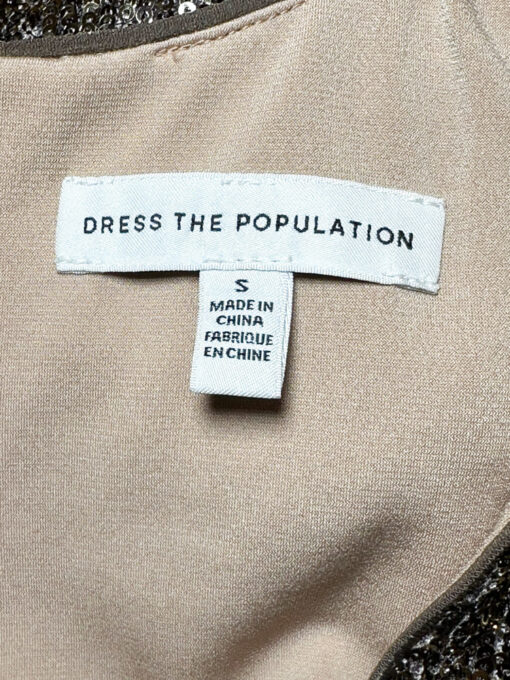 DRESS THE POPULATION
S
MADE IN
CHINA
FABRIQUE
EN CHINE